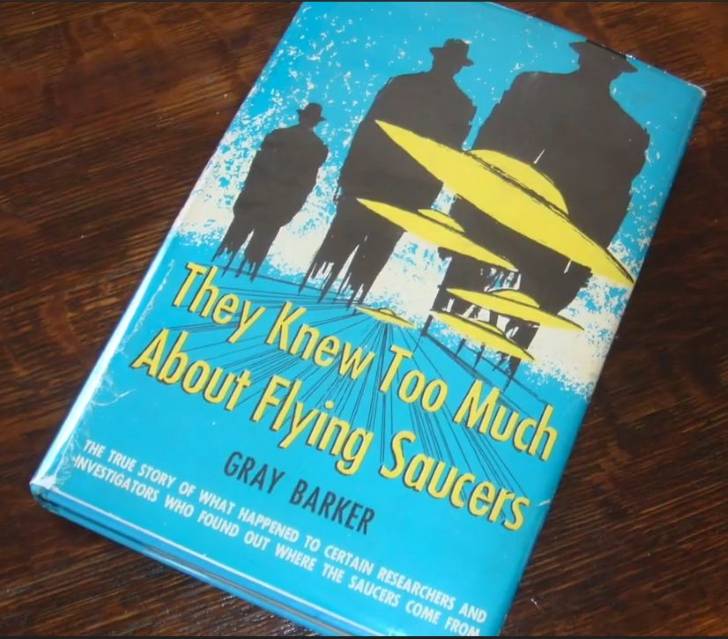 They Knew Too Much
About Flying Saucers
GRAY BARKER
THE TRUE STORY OF WHAT HAPPENED TO CERTAIN RESEARCHERS AND
INVESTIGATORS WHO FOUND OUT WHERE THE SAUCERS COME FROM